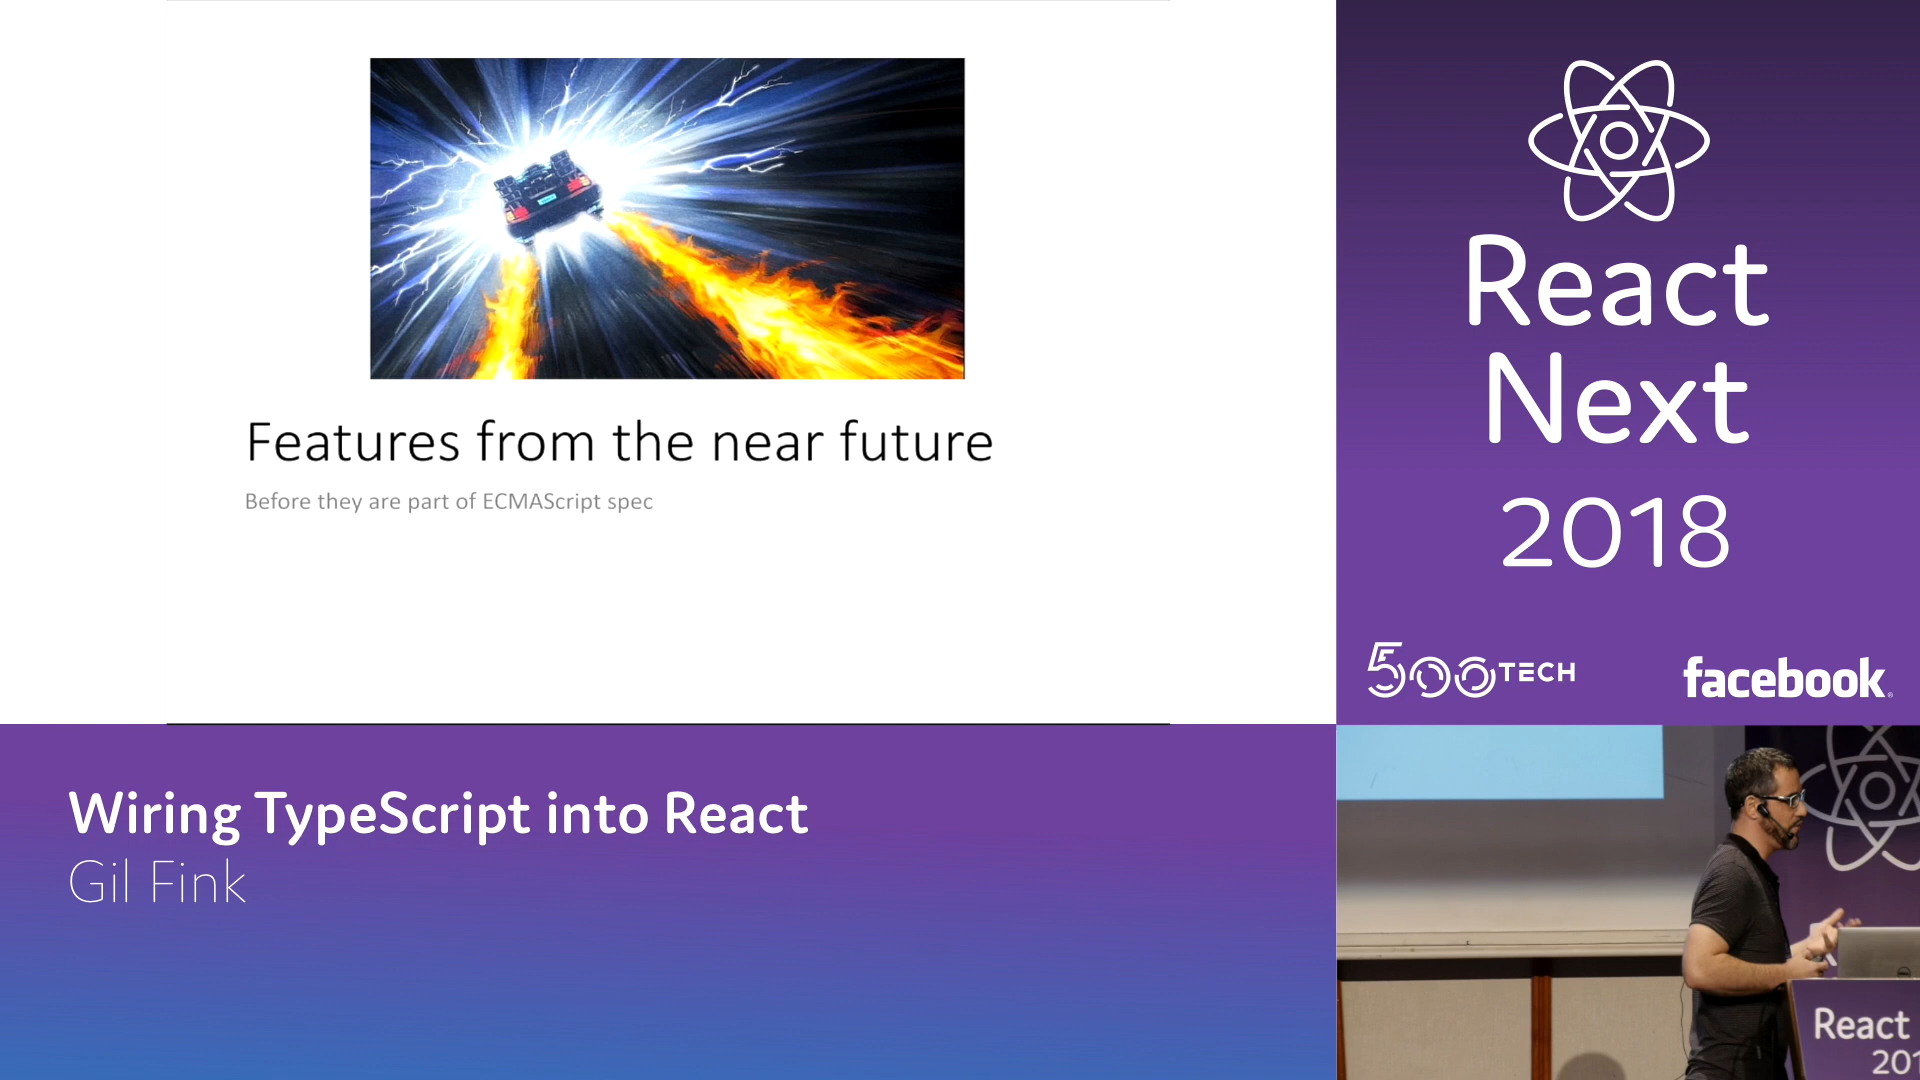 Features from the near future
Before they are part of ECMAScript spec
React
Next
2018
500TECH
facebook
Wiring TypeScript into React
Gil Fink
React
201